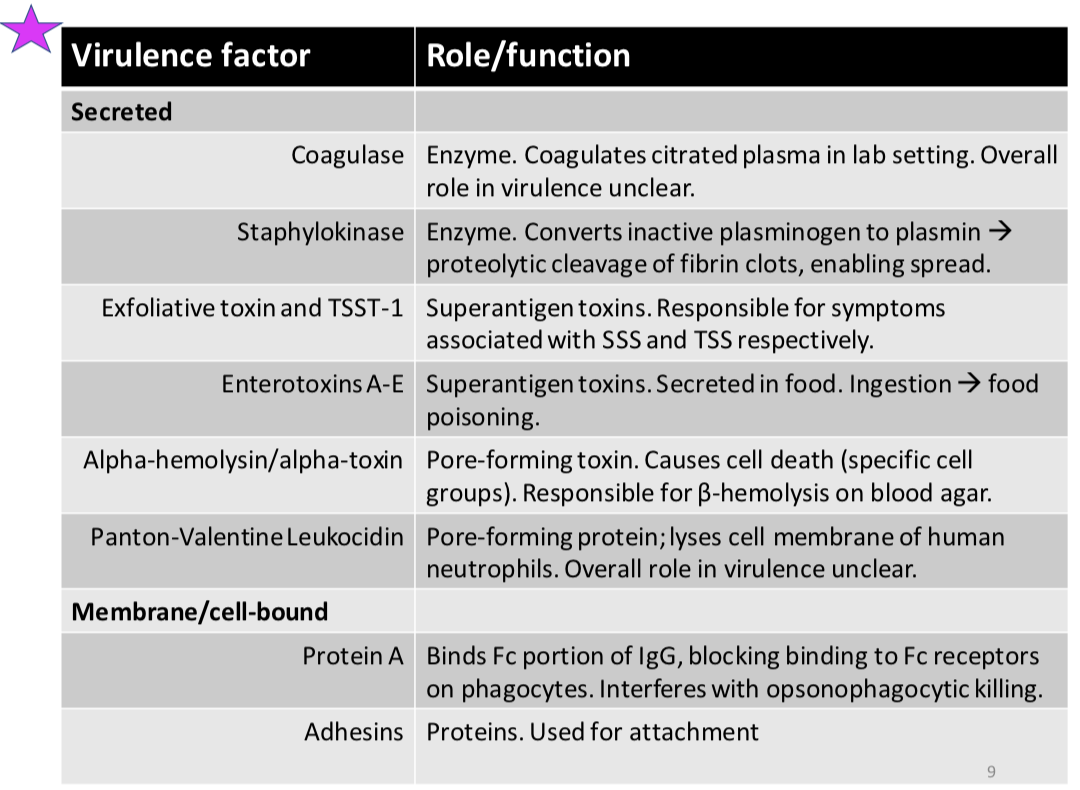 Virulence factor Role/function
Secreted
Coagulase Enzyme. Coagulates citrated plasma in lab setting. Overall
role in virulence unclear.
Staphylokinase Enzyme. Converts inactive plasminogen to plasmin →
proteolytic cleavage of fibrin clots, enabling spread.
Exfoliative toxin and TSST-1 Superantigen toxins. Responsible for symptoms
associated with SSS and TSS respectively.
Enterotoxins A-E Superantigen toxins. Secreted in food. Ingestion → food
poisoning.
Alpha-hemolysin/alpha-toxin Pore-forming toxin. Causes cell death (specific cell
groups). Responsible for β-hemolysis on blood agar.
Panton-Valentine Leukocidin Pore-forming protein; lyses cell membrane of human
neutrophils. Overall role in virulence unclear.
Membrane/cell-bound
Protein A Binds Fc portion of IgG, blocking binding to Fc receptors
on phagocytes. Interferes with opsonophagocytic killing.
Adhesins Proteins. Used for attachment
9